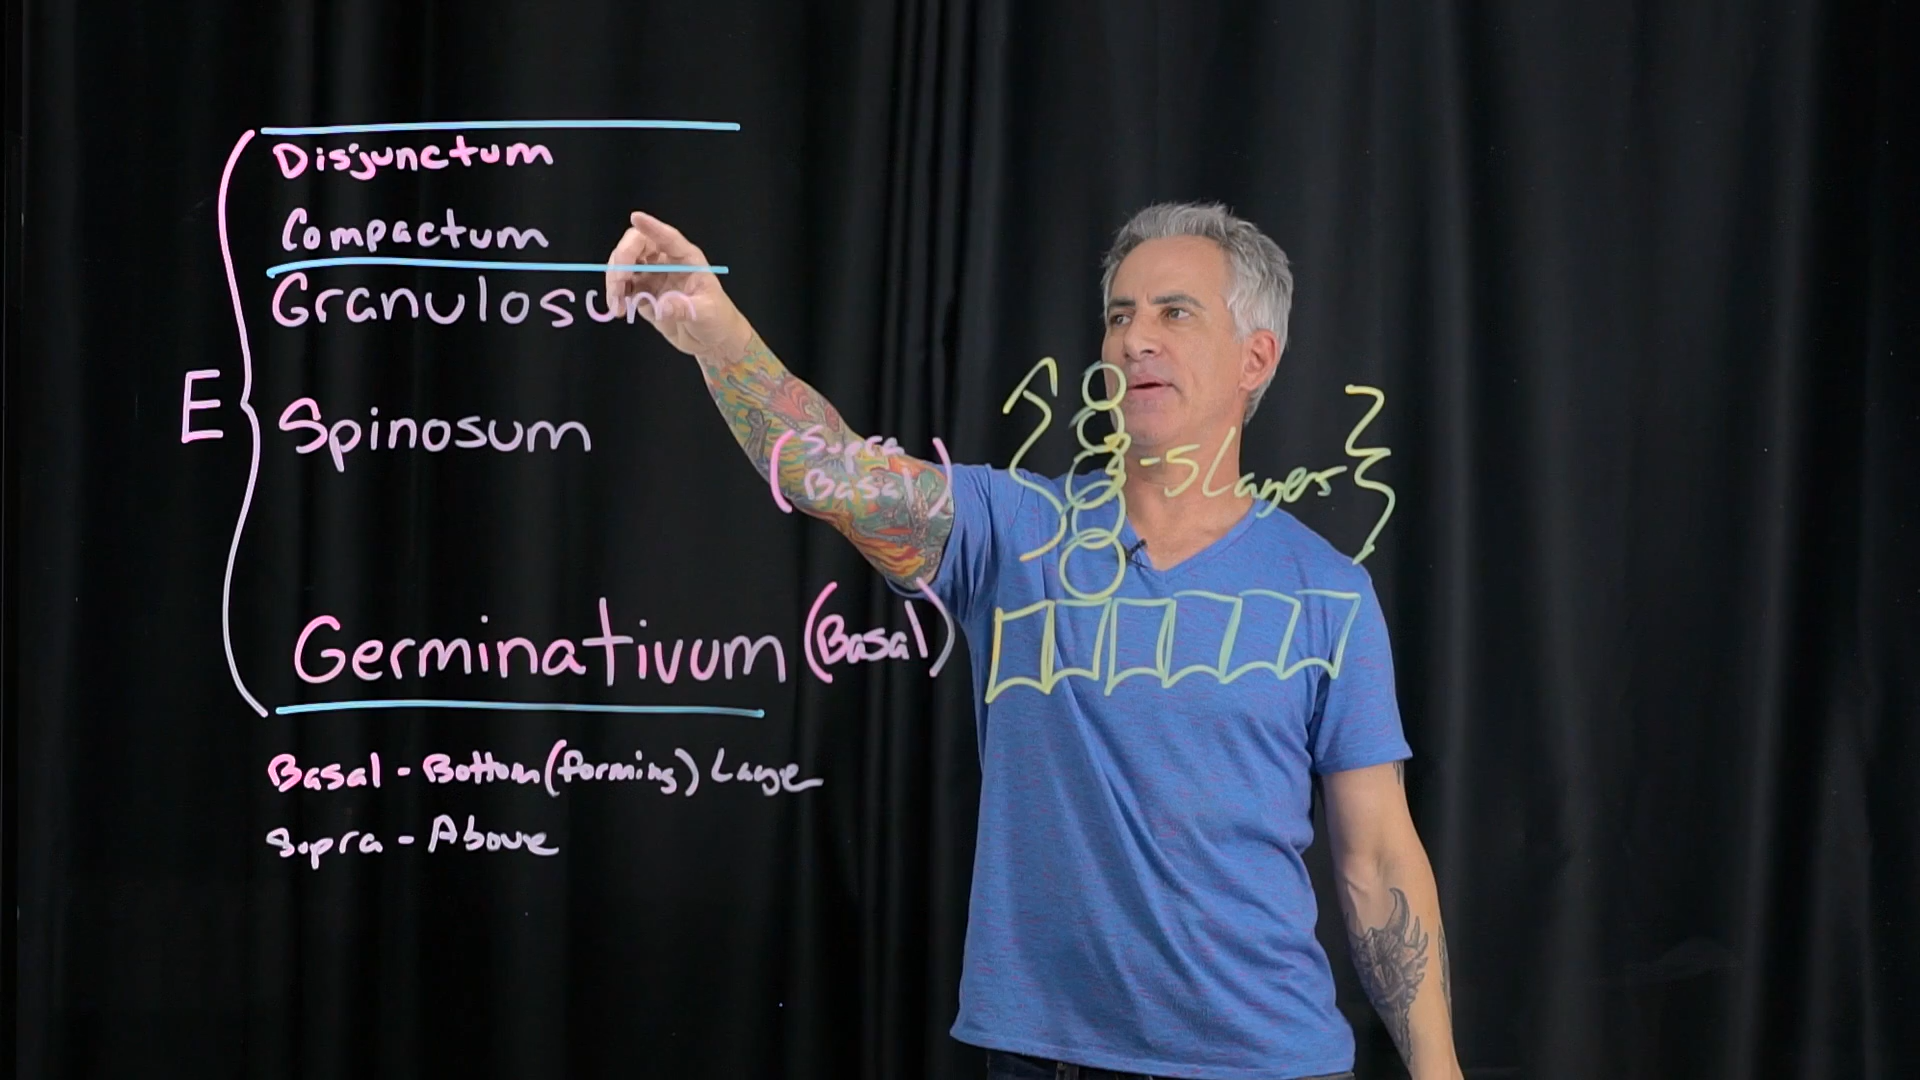 Disjunctum
Compactum
Granulosum
E
Spinosum
(Supra
Basal)
3-5 Layers
Germinativum (Basal)
Basal - Bottom (forming) Layer
Supra - Above